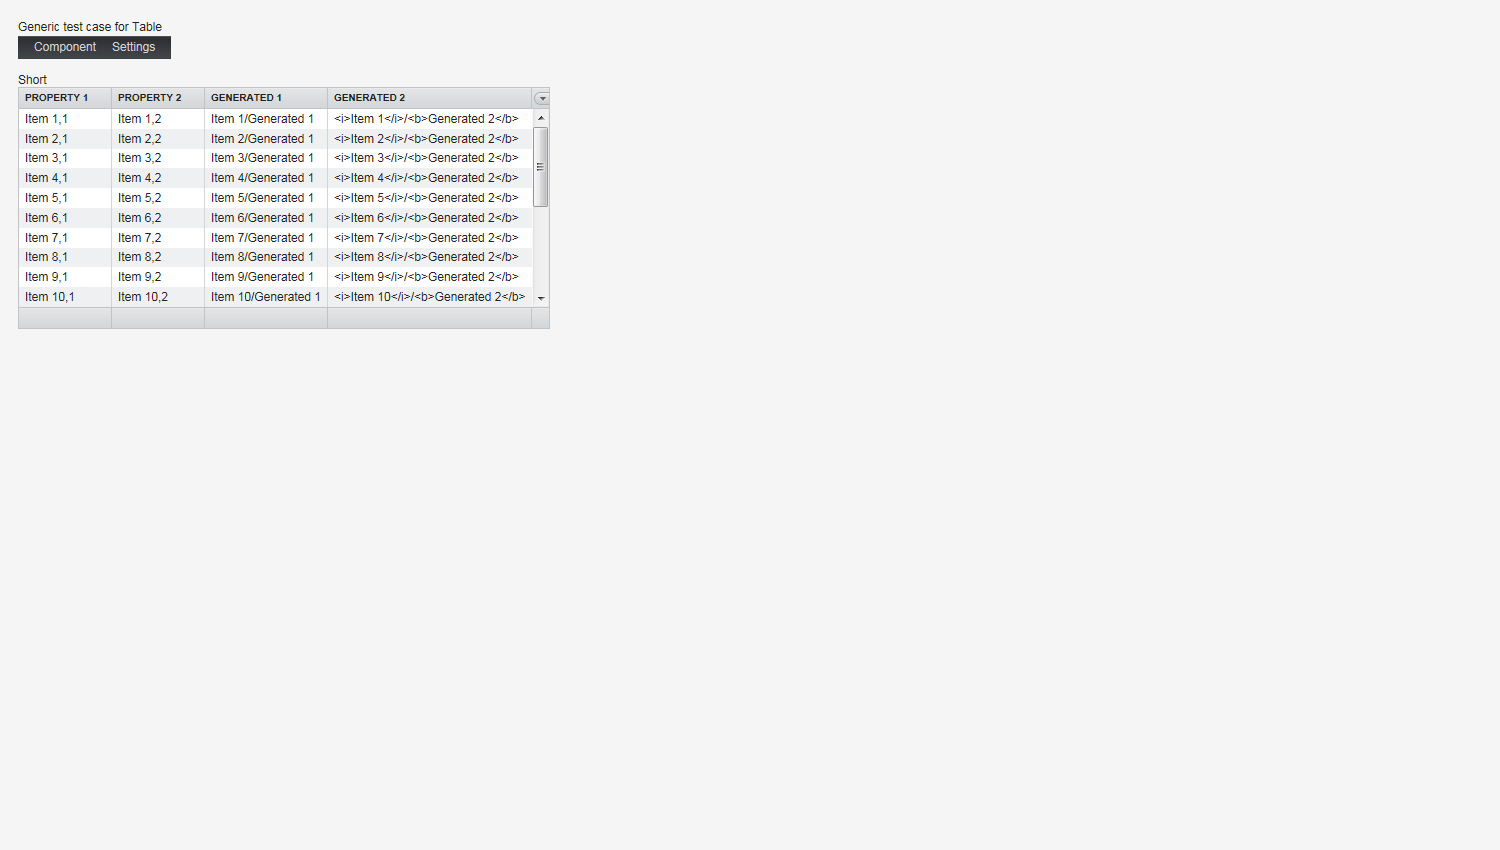 Generic test case for Table
Component Settings
Short
PROPERTY 1 PROPERTY 2 GENERATED 1 GENERATED 2
Item 1,1 Item 1,2 Item 1/Generated 1 <i>Item 1</i>/<b>Generated 2</b>
Item 2,1 Item 2,2 Item 2/Generated 1 <i>Item 2</i>/<b>Generated 2</b>
Item 3,1 Item 3,2 Item 3/Generated 1 <i>Item 3</i>/<b>Generated 2</b>
Item 4,1 Item 4,2 Item 4/Generated 1 <i>Item 4</i>/<b>Generated 2</b>
Item 5,1 Item 5,2 Item 5/Generated 1 <i>Item 5</i>/<b>Generated 2</b>
Item 6,1 Item 6,2 Item 6/Generated 1 <i>Item 6</i>/<b>Generated 2</b>
Item 7,1 Item 7,2 Item 7/Generated 1 <i>Item 7</i>/<b>Generated 2</b>
Item 8,1 Item 8,2 Item 8/Generated 1 <i>Item 8</i>/<b>Generated 2</b>
Item 9,1 Item 9,2 Item 9/Generated 1 <i>Item 9</i>/<b>Generated 2</b>
Item 10,1 Item 10,2 Item 10/Generated 1 <i>Item 10</i>/<b>Generated 2</b>